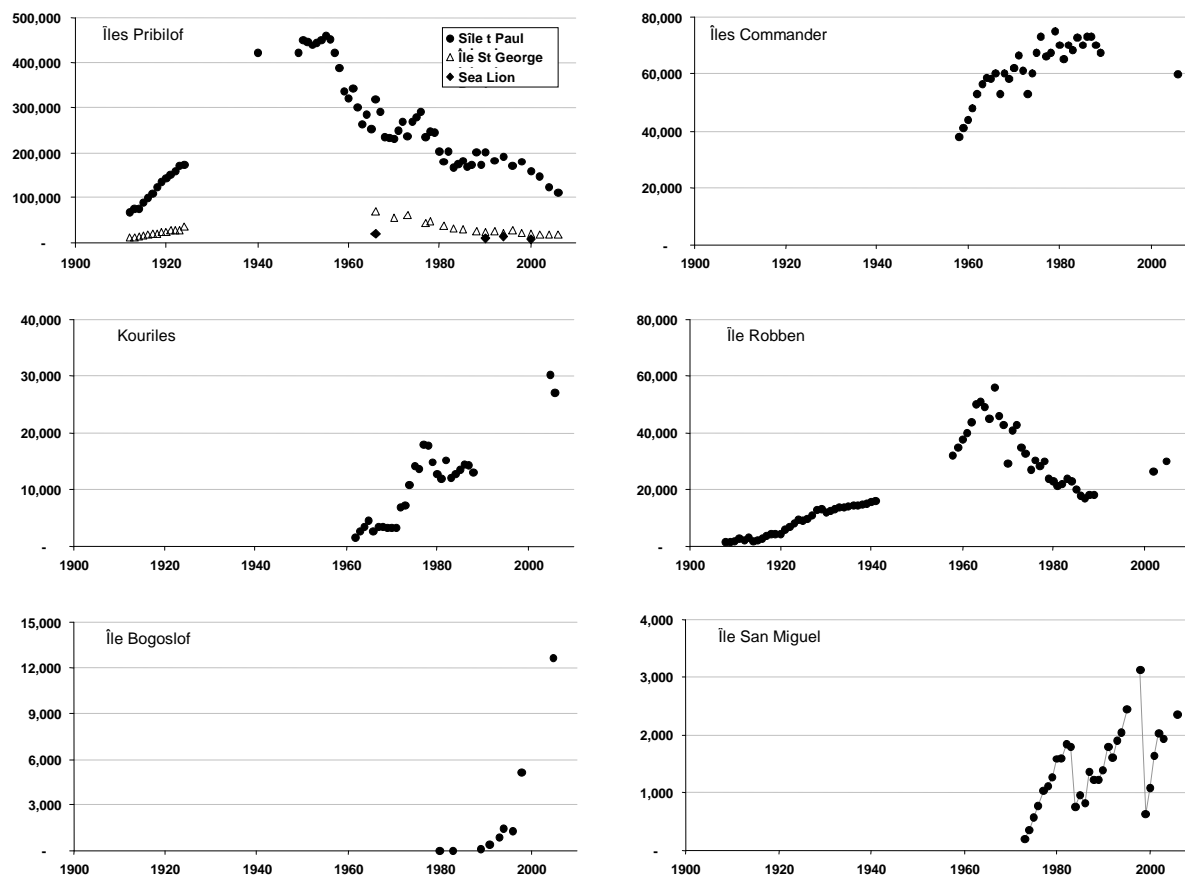 Îles Pribilof
500,000
400,000
300,000
200,000
100,000
-
1900 1920 1940 1960 1980 2000
Sïle t Paul
Île St George
Sea Lion
Îles Commander
80,000
60,000
40,000
20,000
-
1900 1920 1940 1960 1980 2000
Kouriles
40,000
30,000
20,000
10,000
-
1900 1920 1940 1960 1980 2000
Île Robben
80,000
60,000
40,000
20,000
-
1900 1920 1940 1960 1980 2000
Île Bogoslof
15,000
12,000
9,000
6,000
3,000
-
1900 1920 1940 1960 1980 2000
Île San Miguel
4,000
3,000
2,000
1,000
-
1900 1920 1940 1960 1980 2000